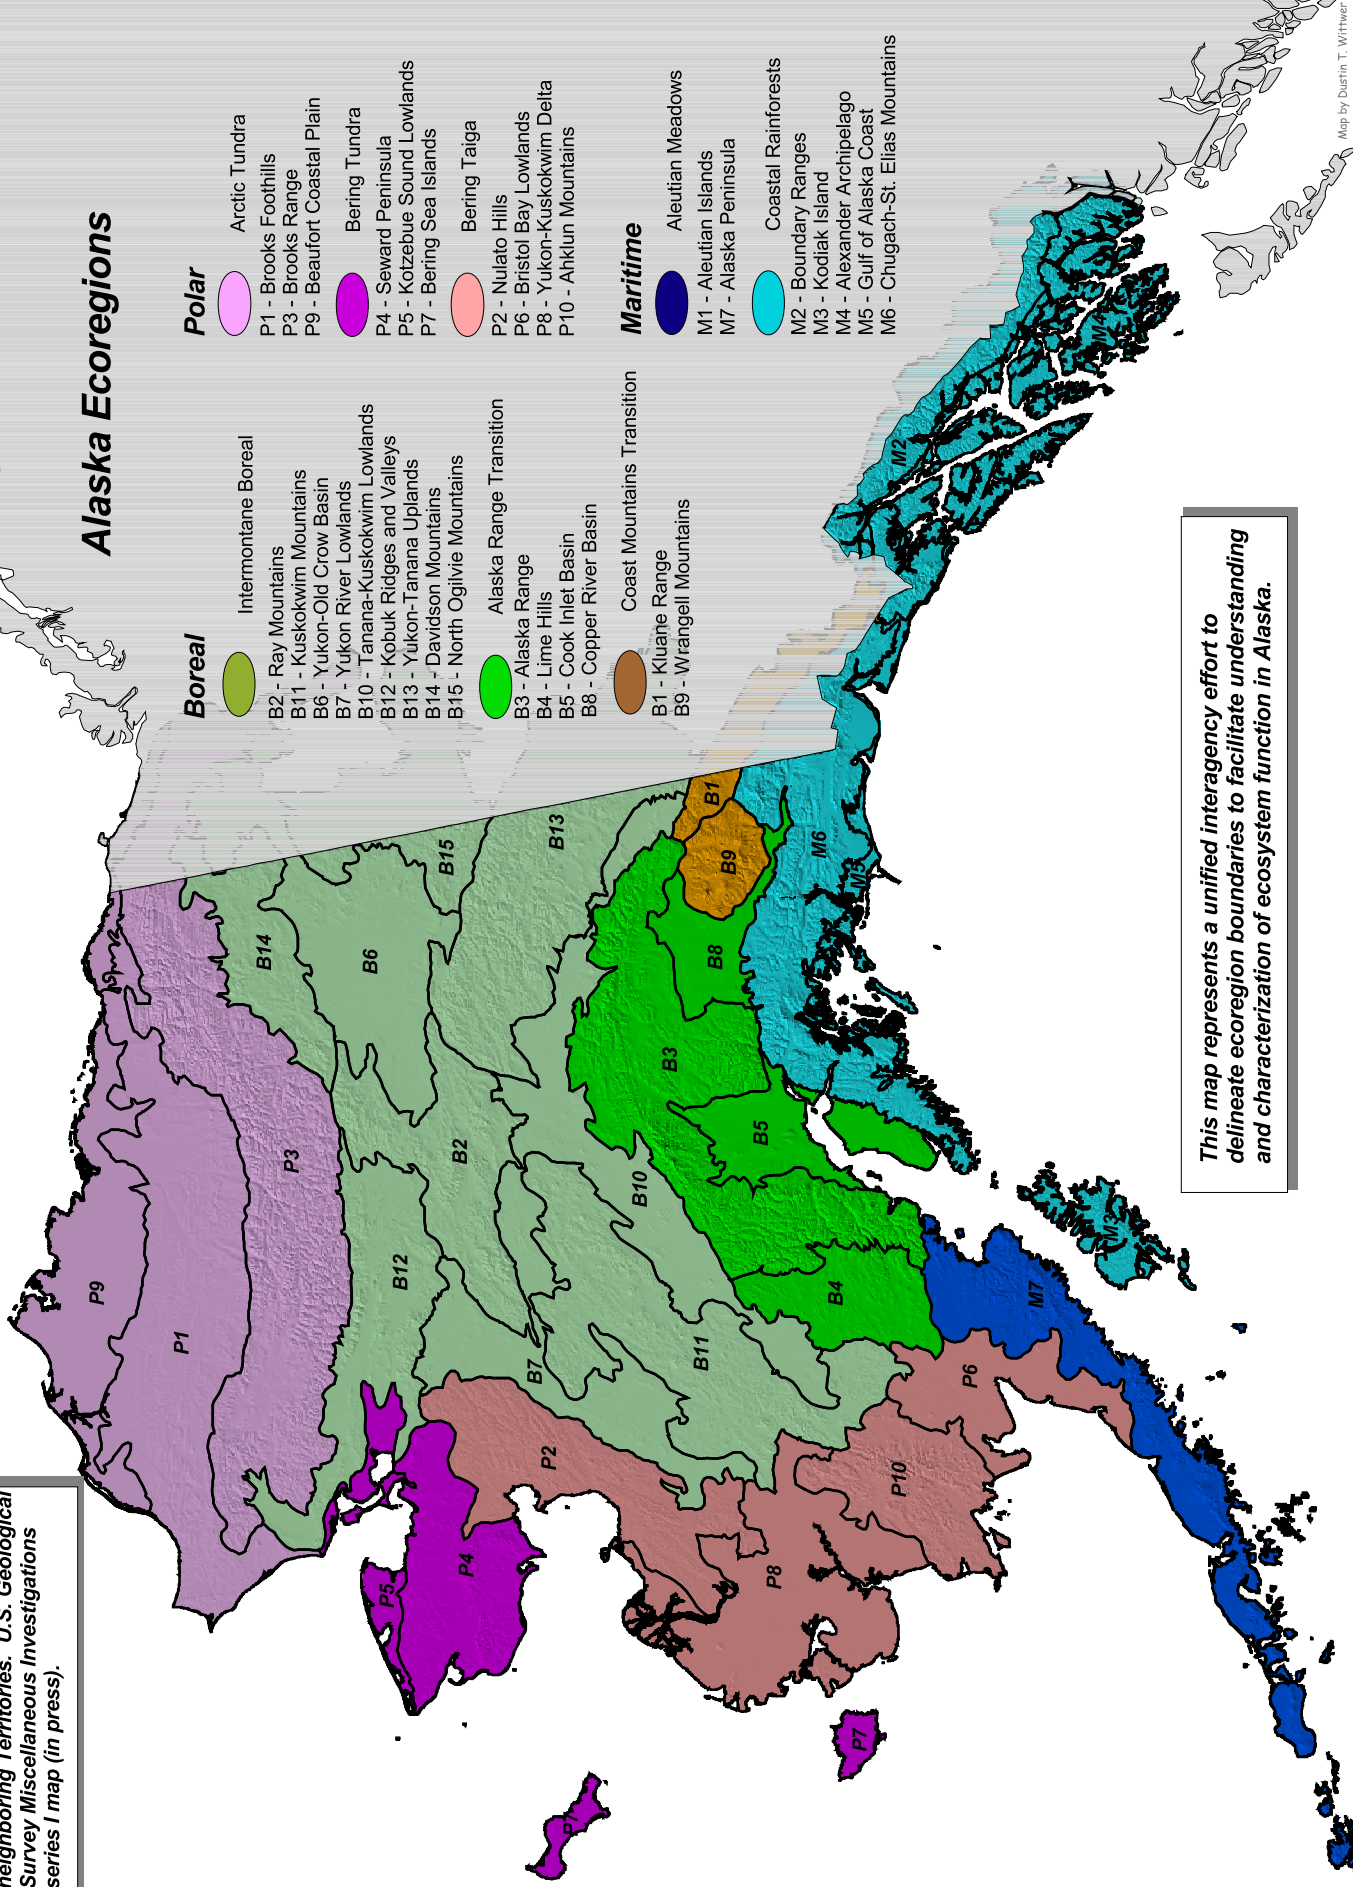 neighboring Territories. U.S. Geological
Survey Miscellaneous Investigations
series I map (in press).
Alaska Ecoregions
Boreal
Intermontane Boreal
B2 - Ray Mountains
B11 - Kuskokwim Mountains
B6 - Yukon-Old Crow Basin
B7 - Yukon River Lowlands
B10 - Tanana-Kuskokwim Lowlands
B12 - Kobuk Ridges and Valleys
B13 - Yukon-Tanana Uplands
B14 - Davidson Mountains
B15 - North Ogilvie Mountains
Alaska Range Transition
B3 - Alaska Range
B4 - Lime Hills
B5 - Cook Inlet Basin
B8 - Copper River Basin
Coast Mountains Transition
B1 - Kluane Range
B9 - Wrangell Mountains
Polar
Arctic Tundra
P1 - Brooks Foothills
P3 - Brooks Range
P9 - Beaufort Coastal Plain
Bering Tundra
P4 - Seward Peninsula
P5 - Kotzebue Sound Lowlands
P7 - Bering Sea Islands
Bering Taiga
P2 - Nulato Hills
P6 - Bristol Bay Lowlands
P8 - Yukon-Kuskokwim Delta
P10 - Ahklun Mountains
Maritime
Aleutian Meadows
M1 - Aleutian Islands
M7 - Alaska Peninsula
Coastal Rainforests
M2 - Boundary Ranges
M3 - Kodiak Island
M4 - Alexander Archipelago
M5 - Gulf of Alaska Coast
M6 - Chugach-St. Elias Mountains
P9
P1
P3
B14
B6
B15
B13
B12
B2
B7
B10
B11
B3
B8
B9
B1
B5
B4
P5
P4
P2
P8
P10
P6
P7
P7
M6
M5
M7
M3
M2
M4
This map represents a unified interagency effort to
delineate ecoregion boundaries to facilitate understanding
and characterization of ecosystem function in Alaska.
Map by Dustin T. Wittwer